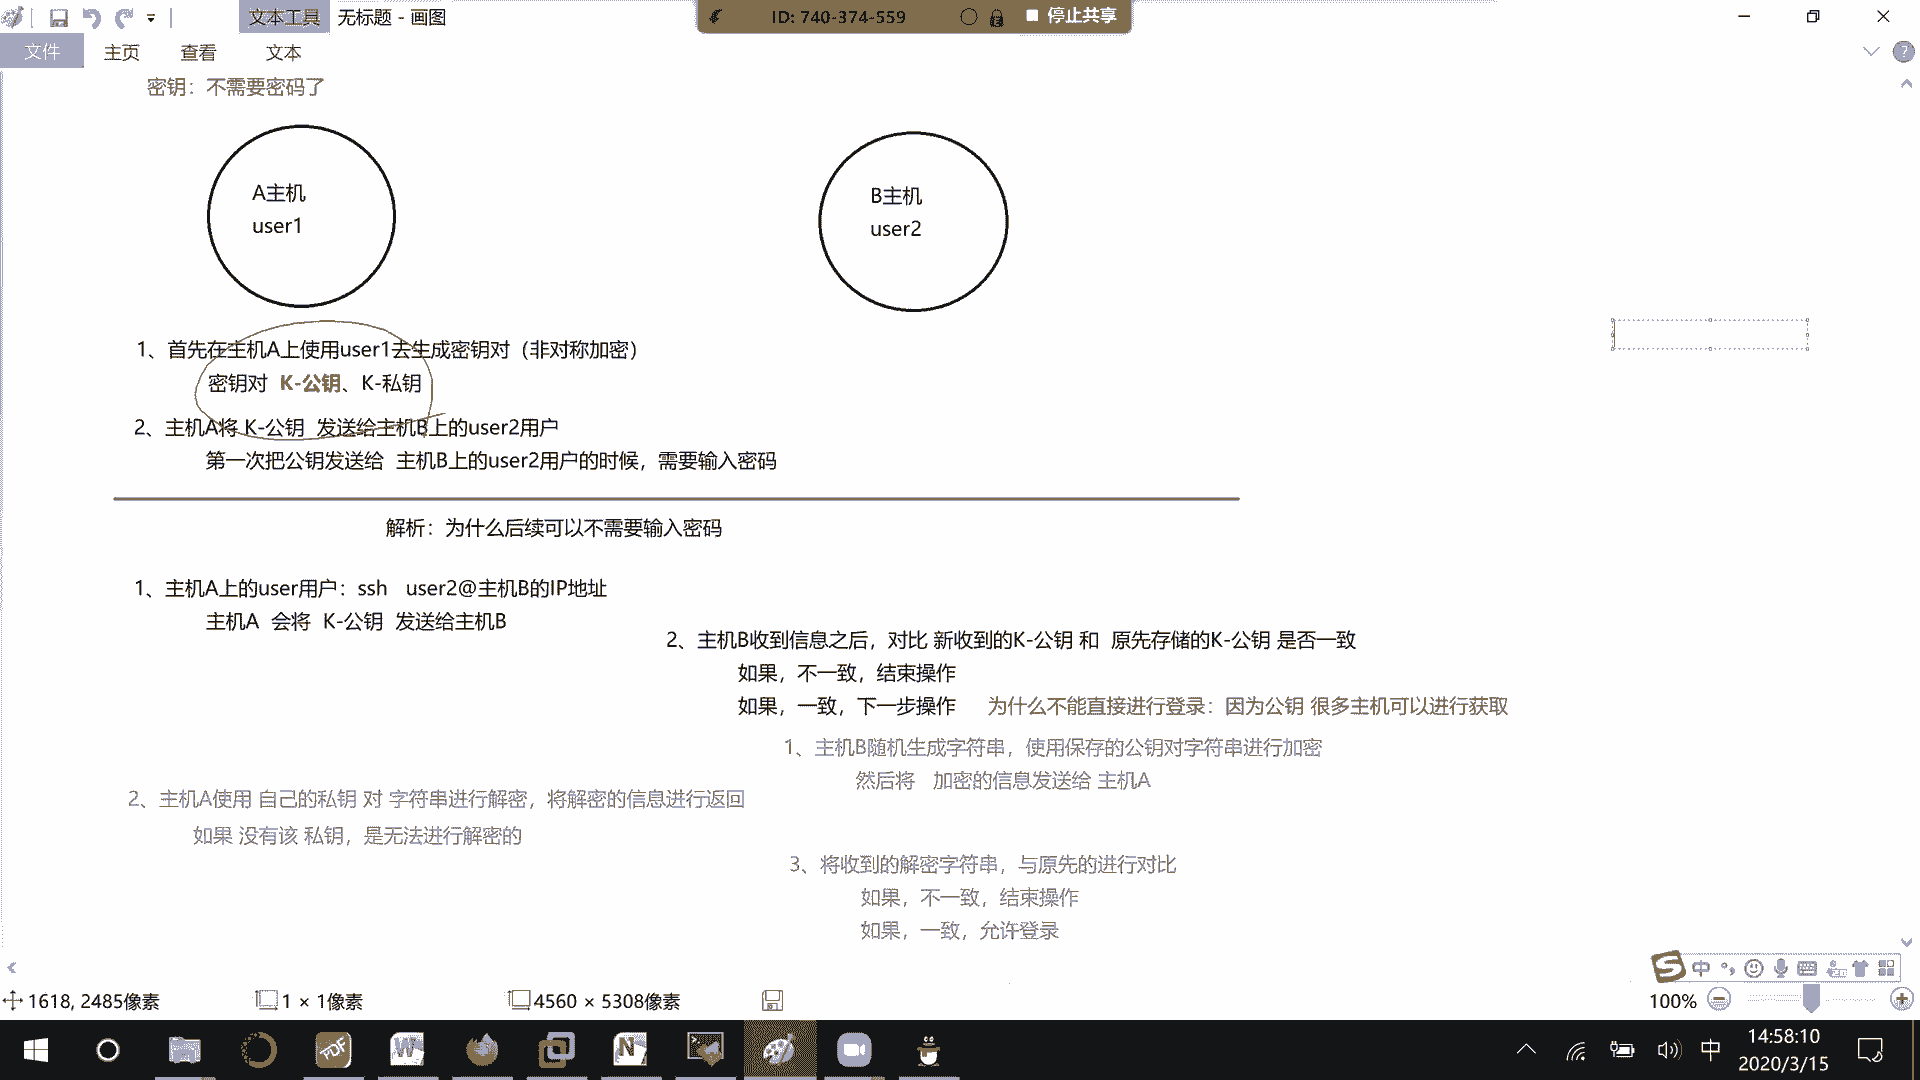 文本工具 无标题 - 画图
ID: 740-374-559 停止共享
文件 主页 查看 文本
密钥：不需要密码了
A主机
user1
B主机
user2
1、首先在主机A上使用user1去生成密钥对（非对称加密）
密钥对 K-公钥、K-私钥
2、主机A将 K-公钥 发送给主机B上的user2用户
第一次把公钥发送给 主机B上的user2用户的时候，需要输入密码
解析：为什么后续可以不需要输入密码
1、主机A上的user用户：ssh user2@主机B的IP地址
主机A 会将 K-公钥 发送给主机B
2、主机B收到信息之后，对比 新收到的K-公钥 和 原先存储的K-公钥 是否一致
如果，不一致，结束操作
如果，一致，下一步操作 为什么不能直接进行登录：因为公钥 很多主机可以进行获取
1、主机B随机生成字符串，使用保存的公钥对字符串进行加密
然后将 加密的信息发送给 主机A
2、主机A使用 自己的私钥 对 字符串进行解密，将解密的信息进行返回
如果 没有该 私钥，是无法进行解密的
3、将收到的解密字符串，与原先的进行对比
如果，不一致，结束操作
如果，一致，允许登录
S 中
1618, 2485像素 1 × 1像素 4560 × 5308像素 100%
PDF W N 中 14:58:10
2020/3/15